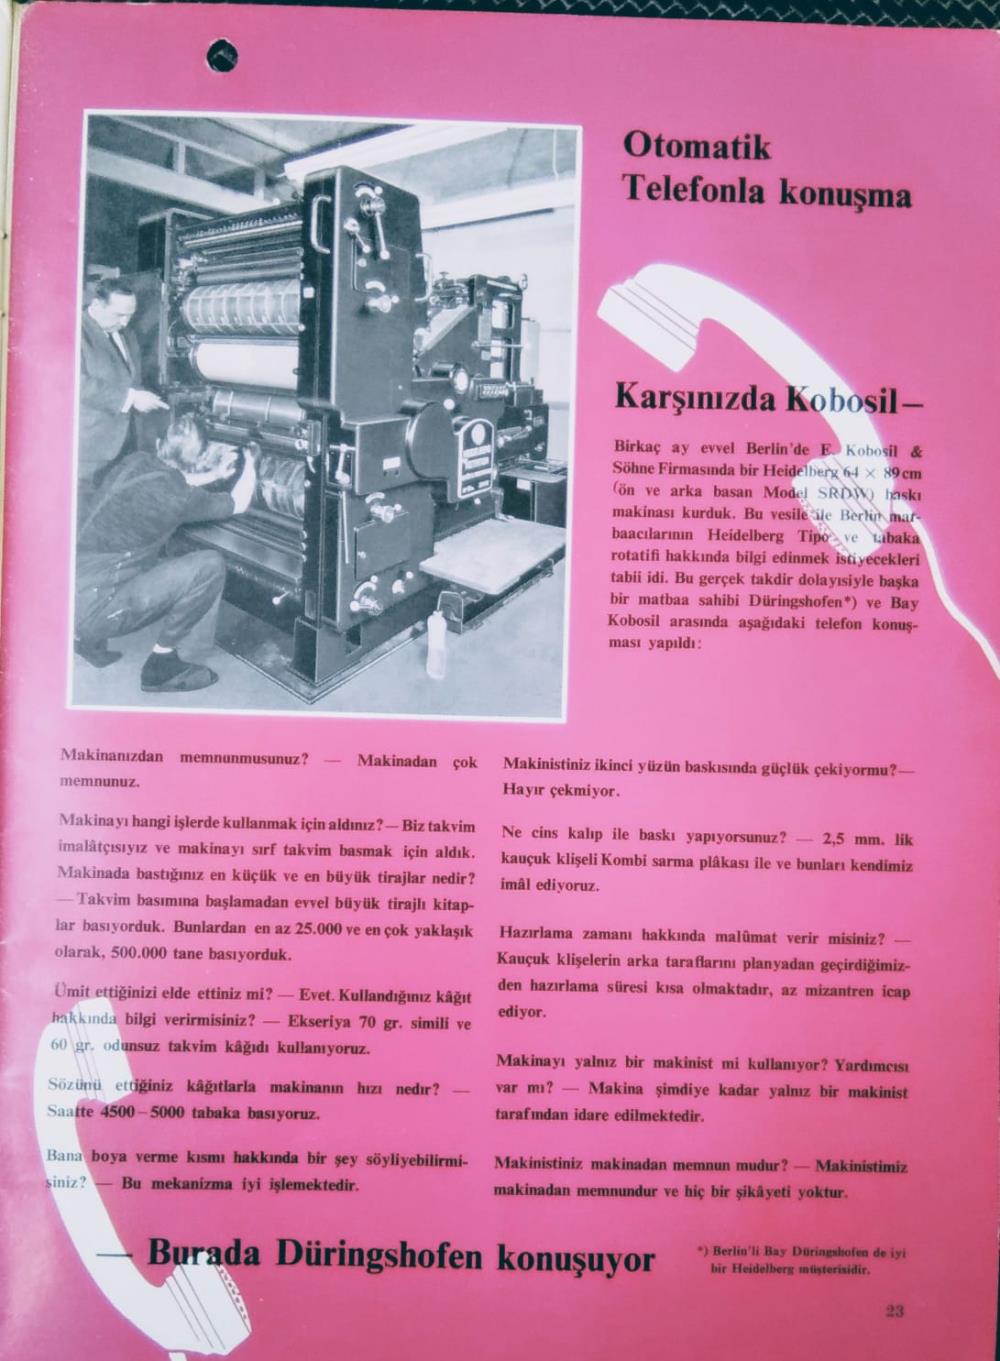 Otomatik
Telefonla konuşma
Karşınızda Kobosil—
Birkaç ay evvel Berlin'de E. Kobosil &
Söhne Firmasında bir Heidelberg 64 × 89 cm
(ön ve arka basan Model SRDW) baskı
makinası kurduk. Bu vesile ile Berlin mat-
baacılarının Heidelberg Tipo ve tabaka
rotatifi hakkında bilgi edinmek istiyecekleri
tabii idi. Bu gerçek takdir dolayısiyle başka
bir matbaa sahibi Düringshofen*) ve Bay
Kobosil arasında aşağıdaki telefon konuş-
ması yapıldı:
Makinanızdan memnunmusunuz? — Makinadan çok
memnunuz.
Makinayı hangi işlerde kullanmak için aldınız? — Biz takvim
imalâtçısıyız ve makinayı sırf takvim basmak için aldık.
Makinada bastığınız en küçük ve en büyük tirajlar nedir?
— Takvim basımına başlamadan evvel büyük tirajlı kitap-
lar basıyorduk. Bunlardan en az 25.000 ve en çok yaklaşık
olarak, 500.000 tane basıyorduk.
Ümit ettiğinizi elde ettiniz mi? — Evet. Kullandığınız kâğıt
hakkında bilgi verirmisiniz? — Ekseriya 70 gr. simili ve
60 gr. odunsuz takvim kâğıdı kullanıyoruz.
Sözünü ettiğiniz kâğıtlarla makinanın hızı nedır? —
Saatte 4500–5000 tabaka basıyoruz.
Bana boya verme kısmı hakkında bir şey söyliyebilirmi-
siniz? — Bu mekanizma iyi işlemektedir.
Makinistiniz ikinci yüzün baskısında güçlük çekiyormu? —
Hayır çekmiyor.
Ne cins kalıp ile baskı yapıyorsunuz? — 2,5 mm. lik
kauçuk klişeli Kombi sarma plâkası ile ve bunları kendimiz
imâl ediyoruz.
Hazırlama zamanı hakkında malûmat verir misiniz? —
Kauçuk klişelerin arka taraflarını planyadan geçirdiğimiz-
den hazırlama süresi kısa olmaktadır, az mizantren icap
ediyor.
Makinayı yalnız bir makinist mi kullanıyor? Yardımcısı
var mı? — Makina şimdiye kadar yalnız bir makinist
tarafından idare edilmektedir.
Makinistiniz makinadan memnun mudur? — Makinistimiz
makinadan memnundur ve hiç bir şikâyeti yoktur.
— Burada Düringshofen konuşuyor
*) Berlin'li Bay Düringshofen de iyi
bir Heidelberg müşterisidir.
23